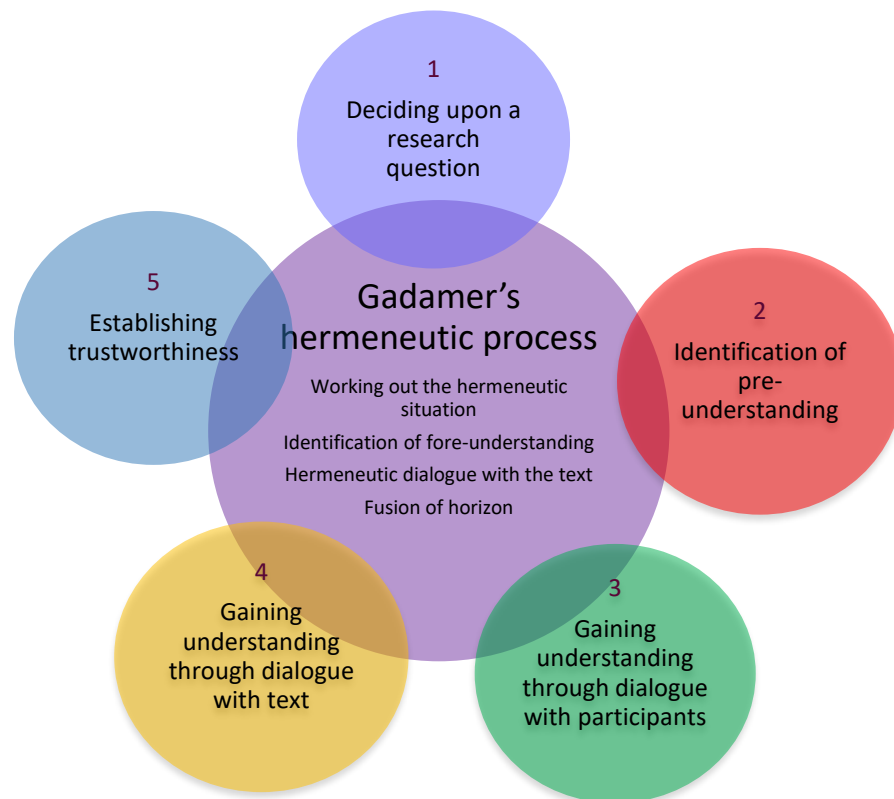 1
Deciding upon a
research
question
Gadamer's
hermeneutic process
Working out the hermeneutic
situation
Identification of fore-understanding
Hermeneutic dialogue with the text
Fusion of horizon
2
Identification of
pre-
understanding
3
Gaining
understanding
through dialogue
with participants
4
Gaining
understanding
through dialogue
with text
5
Establishing
trustworthiness